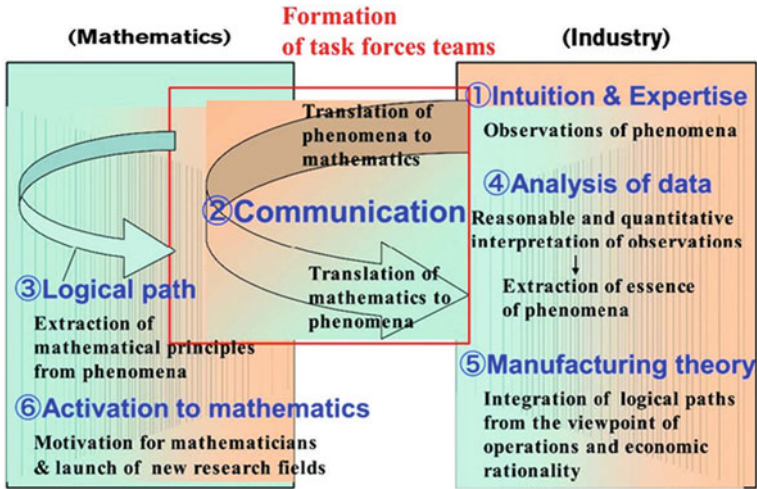 Formation
of task forces teams
(Mathematics)
(Industry)
①Intuition & Expertise
Observations of phenomena
Translation of
phenomena to
mathematics
②Communication
Translation of
mathematics to
phenomena
③Logical path
Extraction of
mathematical principles
from phenomena
④Analysis of data
Reasonable and quantitative
interpretation of observations
Extraction of essence
of phenomena
⑤Manufacturing theory
Integration of logical paths
from the viewpoint of
operations and economic
rationality
⑥Activation to mathematics
Motivation for mathematicians
& launch of new research fields